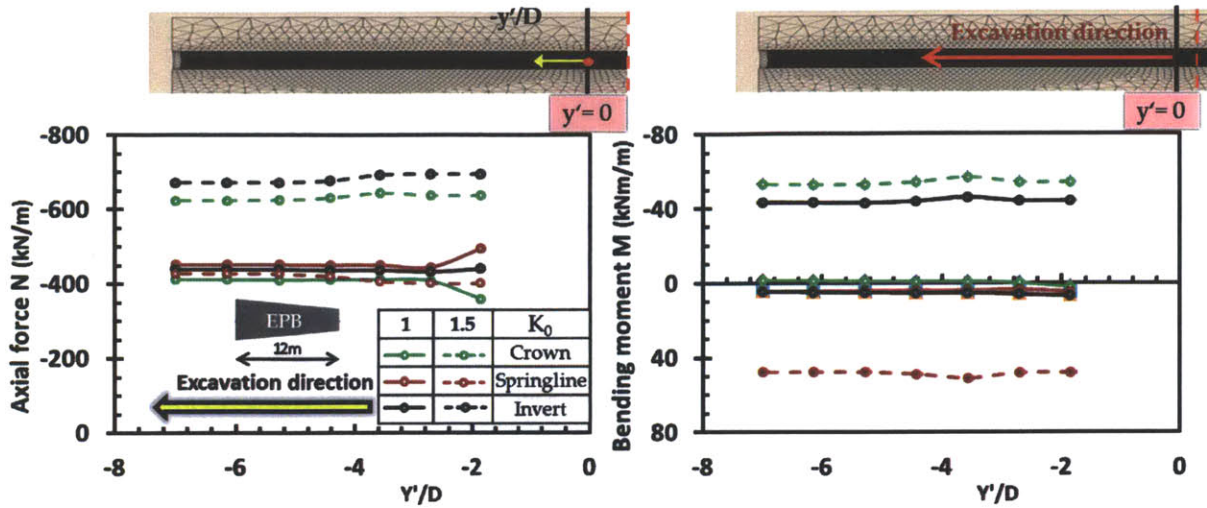 -y'/D
y'= 0
Excavation direction
y'= 0
Axial force N (kN/m)
-800
-600
-400
-200
0
-8
-6
-4
-2
0
Y'/D
EPB
12m
Excavation direction
1 1.5 K₀
Crown
Springline
Invert
Bending moment M (kNm/m)
-80
-40
0
40
80
-8
-6
-4
-2
0
Y'/D